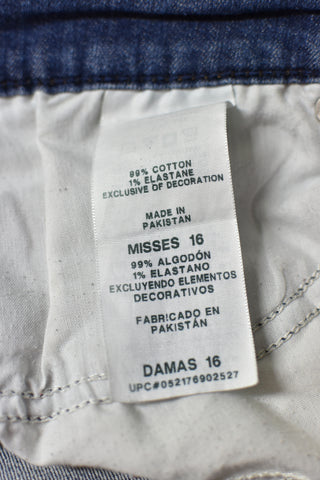 99% COTTON
1% ELASTANE
EXCLUSIVE OF DECORATION
MADE IN
PAKISTAN
MISSES 16
99% ALGODÓN
1% ELASTANO
EXCLUYENDO ELEMENTOS
DECORATIVOS
FABRICADO EN
PAKISTÁN
DAMAS 16
UPC#052176902527